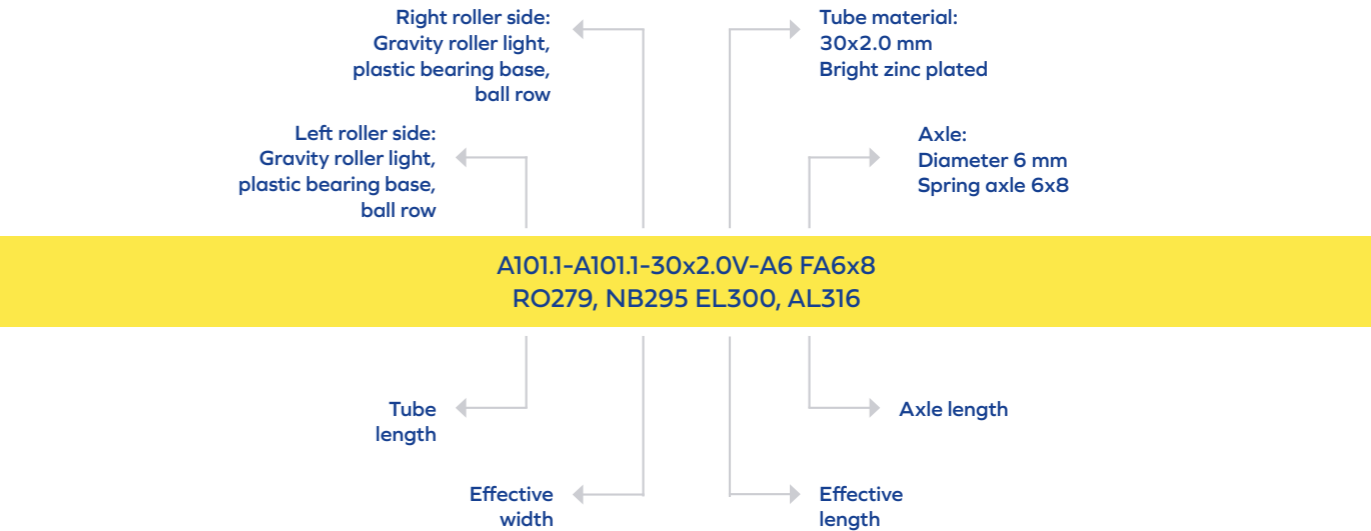 Right roller side:
Gravity roller light,
plastic bearing base,
ball row
Tube material:
30x2.0 mm
Bright zinc plated
Left roller side:
Gravity roller light,
plastic bearing base,
ball row
Axle:
Diameter 6 mm
Spring axle 6x8
A101.1-A101.1-30x2.0V-A6 FA6x8
RO279, NB295 EL300, AL316
Tube
length
Axle length
Effective
width
Effective
length